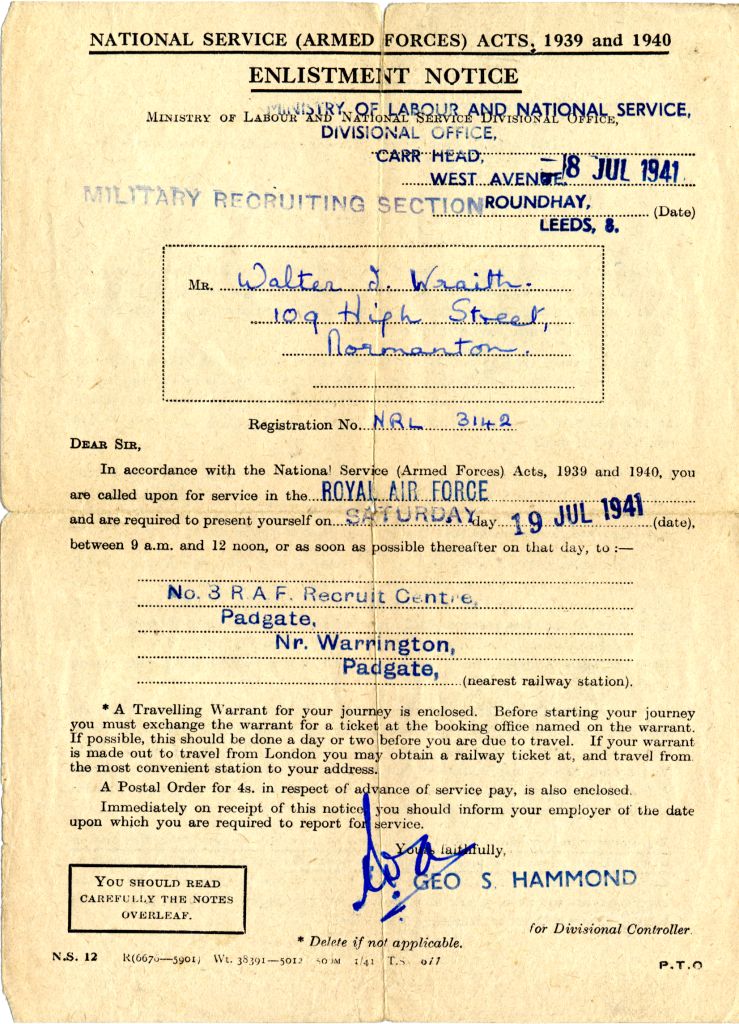 NATIONAL SERVICE (ARMED FORCES) ACTS, 1939 and 1940
ENLISTMENT NOTICE
MINISTRY OF LABOUR AND NATIONAL SERVICE,
MINISTRY OF LABOUR AND NATIONAL SERVICE DIVISIONAL OFFICE,
DIVISIONAL OFFICE,
CARR HEAD,
WEST AVENUE, 8 JUL 1941
MILITARY RECRUITING SECTION ROUNDHAY, (Date)
LEEDS, 8.
MR. Walter J. Wraith.
109 High Street,
Normanton.
Registration No. NRL 3142
DEAR SIR,
In accordance with the National Service (Armed Forces) Acts, 1939 and 1940, you
are called upon for service in the ROYAL AIR FORCE
and are required to present yourself on SATURDAY day 19 JUL 1941 (date),
between 9 a.m. and 12 noon, or as soon as possible thereafter on that day, to :—
No. 3 R.A.F. Recruit Centre,
Padgate,
Nr. Warrington,
Padgate,
(nearest railway station).
* A Travelling Warrant for your journey is enclosed. Before starting your journey
you must exchange the warrant for a ticket at the booking office named on the warrant.
If possible, this should be done a day or two before you are due to travel. If your warrant
is made out to travel from London you may obtain a railway ticket at, and travel from
the most convenient station to your address.
A Postal Order for 4s. in respect of advance of service pay, is also enclosed.
Immediately on receipt of this notice, you should inform your employer of the date
upon which you are required to report for service.
Yours faithfully,
GEO S. HAMMOND
YOU SHOULD READ
CAREFULLY THE NOTES
OVERLEAF.
for Divisional Controller.
* Delete if not applicable.
N.S. 12 R(6676—5901) Wt. 38391—5012 500M 1/41 T.S. 677
P.T.O